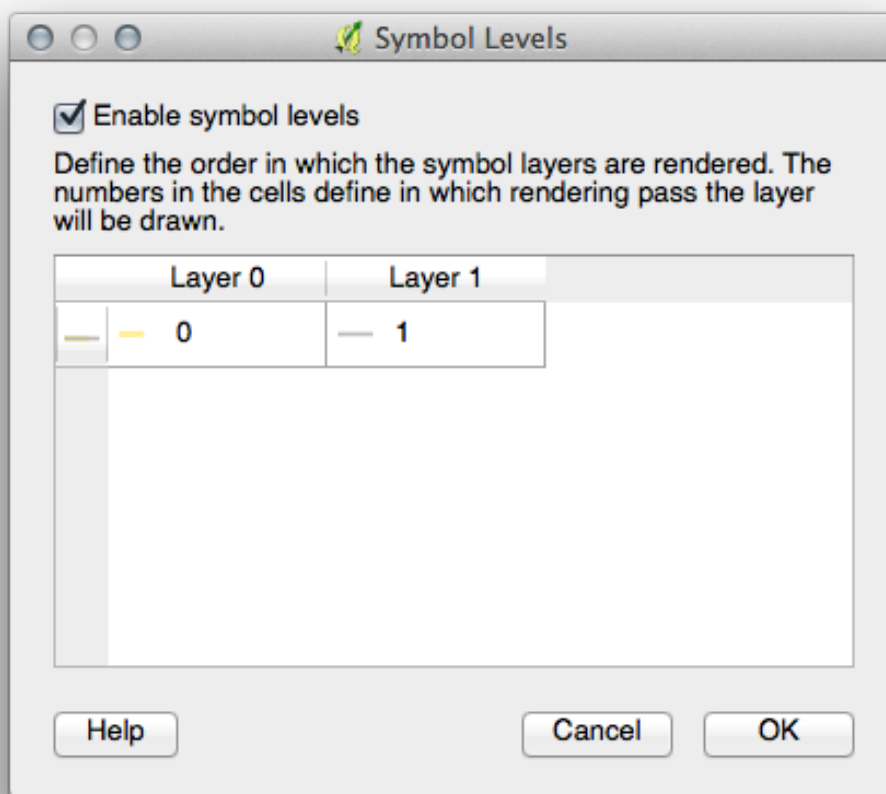 Symbol Levels
Enable symbol levels
Define the order in which the symbol layers are rendered. The
numbers in the cells define in which rendering pass the layer
will be drawn.
Layer 0 Layer 1
0 1
Help Cancel OK